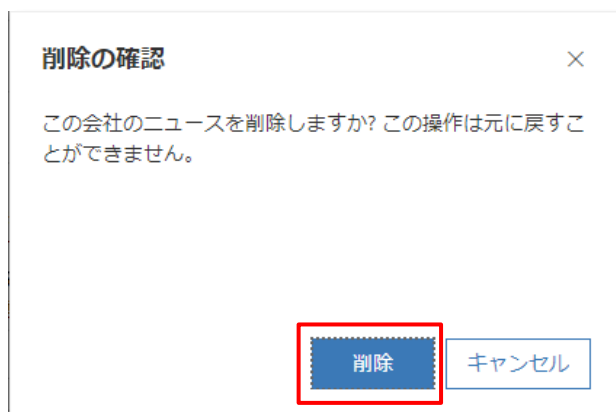 削除の確認
この会社のニュースを削除しますか? この操作は元に戻すこ
とができません。
削除
キャンセル